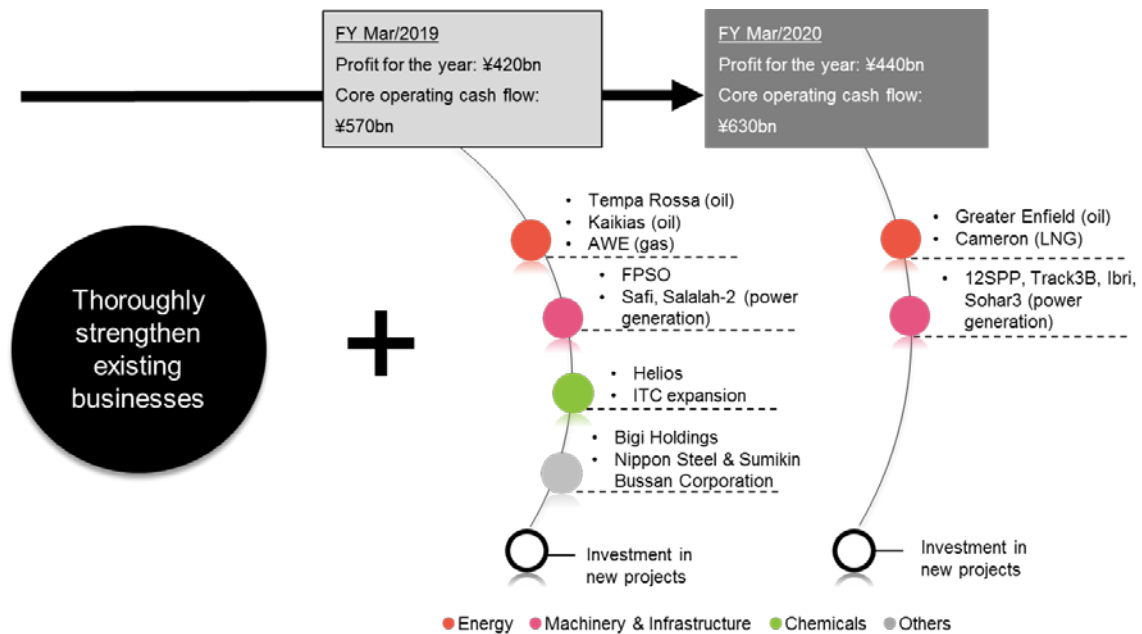 FY Mar/2019
Profit for the year: ¥420bn
Core operating cash flow:
¥570bn
FY Mar/2020
Profit for the year: ¥440bn
Core operating cash flow:
¥630bn
Thoroughly
strengthen
existing
businesses
+
• Tempa Rossa (oil)
• Kaikias (oil)
• AWE (gas)
• FPSO
• Safi, Salalah-2 (power
generation)
• Helios
• ITC expansion
• Bigi Holdings
• Nippon Steel & Sumikin
Bussan Corporation
Investment in
new projects
• Greater Enfield (oil)
• Cameron (LNG)
• 12SPP, Track3B, Ibri,
Sohar3 (power
generation)
Investment in
new projects
Energy
Machinery & Infrastructure
Chemicals
Others